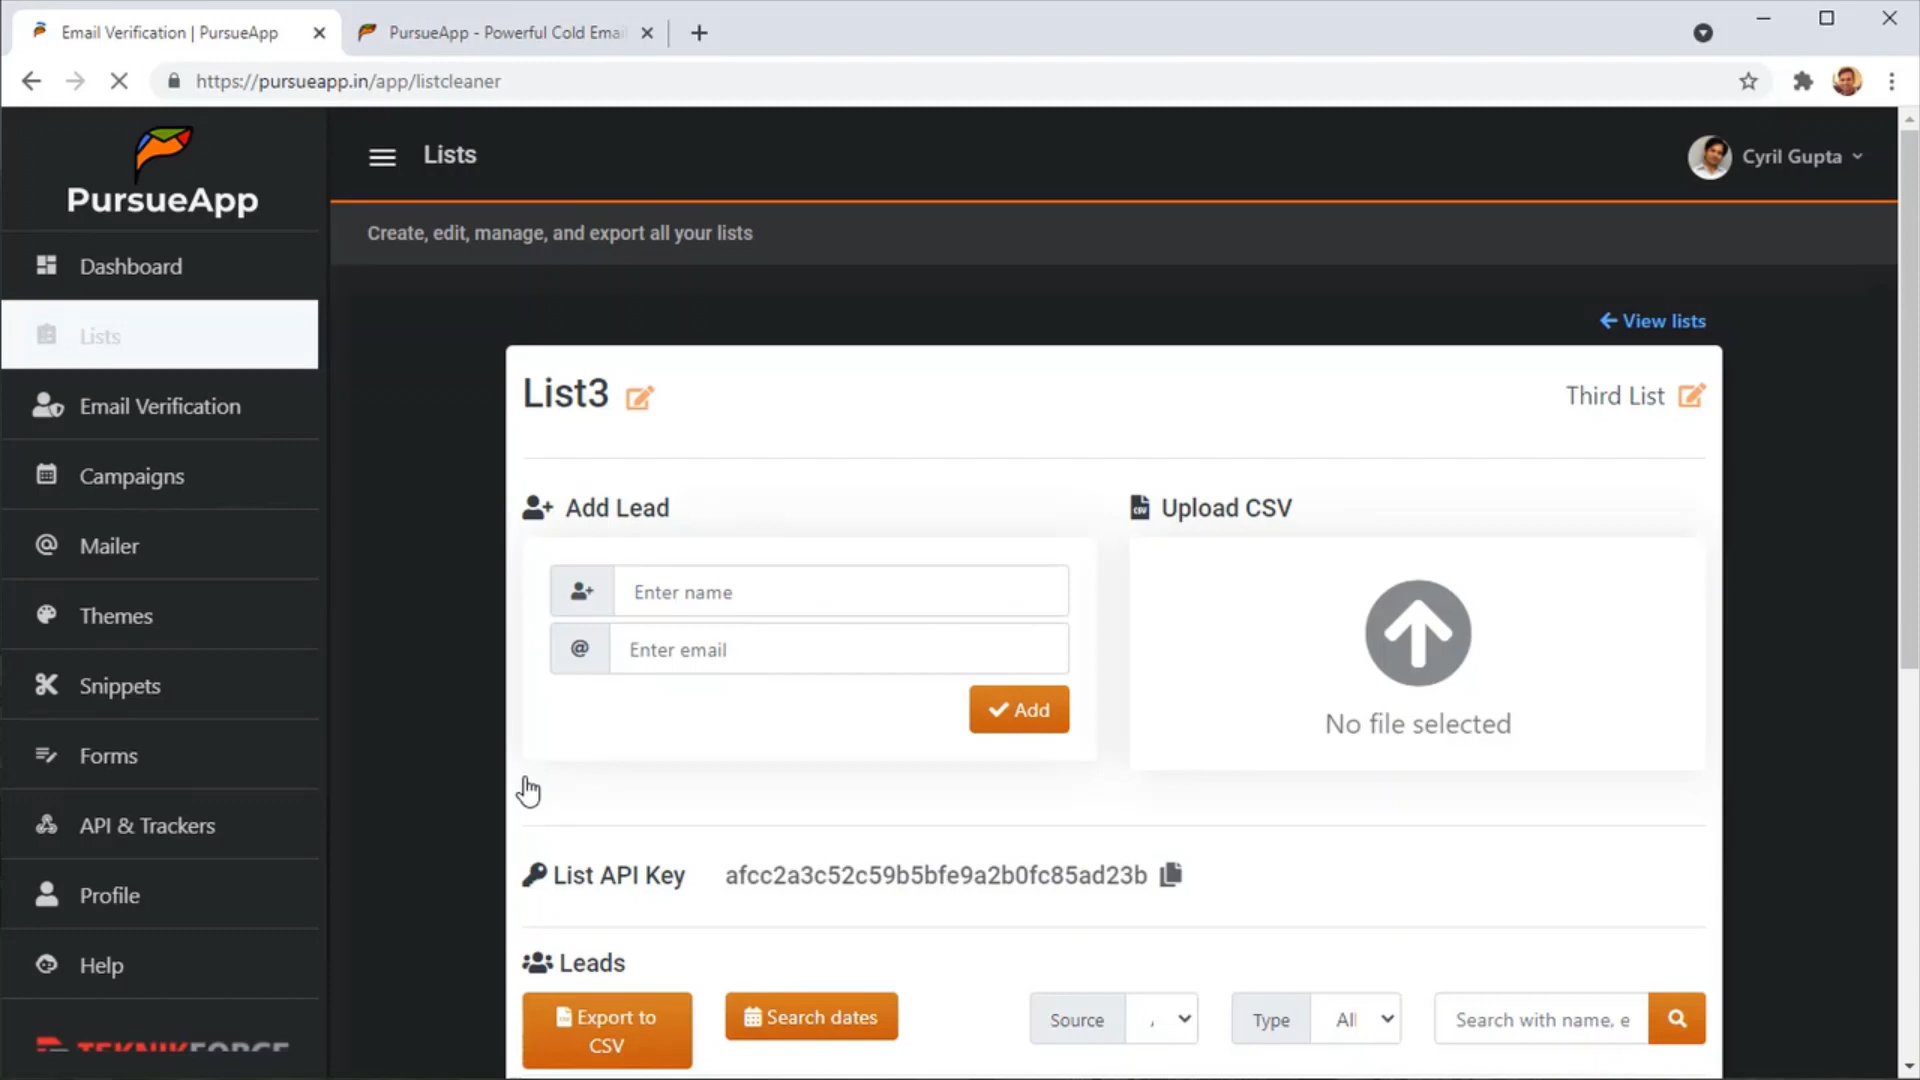 Email Verification | PursueApp
PursueApp - Powerful Cold Emai
https://pursueapp.in/app/listcleaner
PursueApp
Lists
Cyril Gupta
Create, edit, manage, and export all your lists
Dashboard
Lists
Email Verification
Campaigns
Mailer
Themes
Snippets
Forms
API & Trackers
Profile
Help
TEKNIKFORCE
View lists
List3
Third List
Add Lead
Upload CSV
Enter name
@ Enter email
Add
No file selected
List API Key afcc2a3c52c59b5bfe9a2b0fc85ad23b
Leads
Export to
CSV
Search dates
Source
Type All
Search with name, e